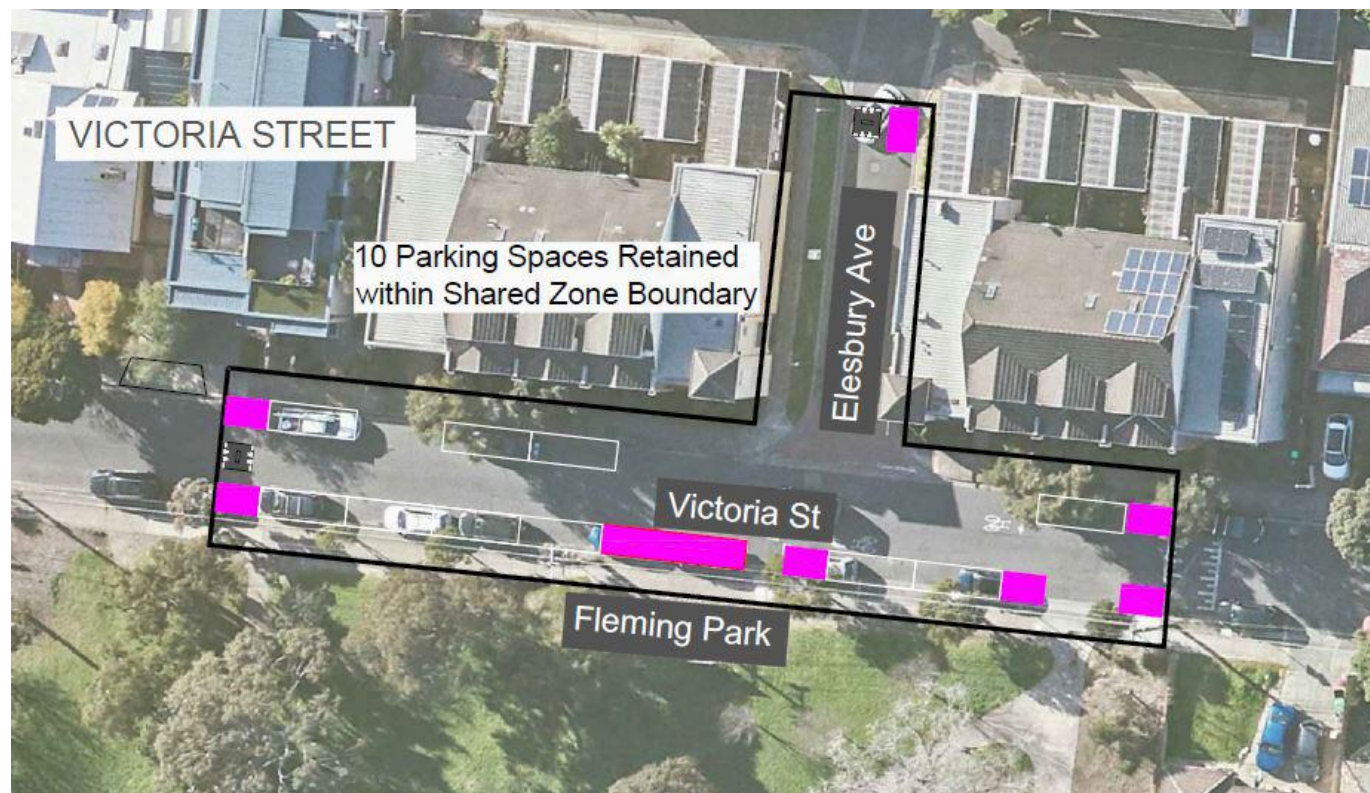 VICTORIA STREET
10 Parking Spaces Retained
within Shared Zone Boundary
Elesbury Ave
Victoria St
Fleming Park